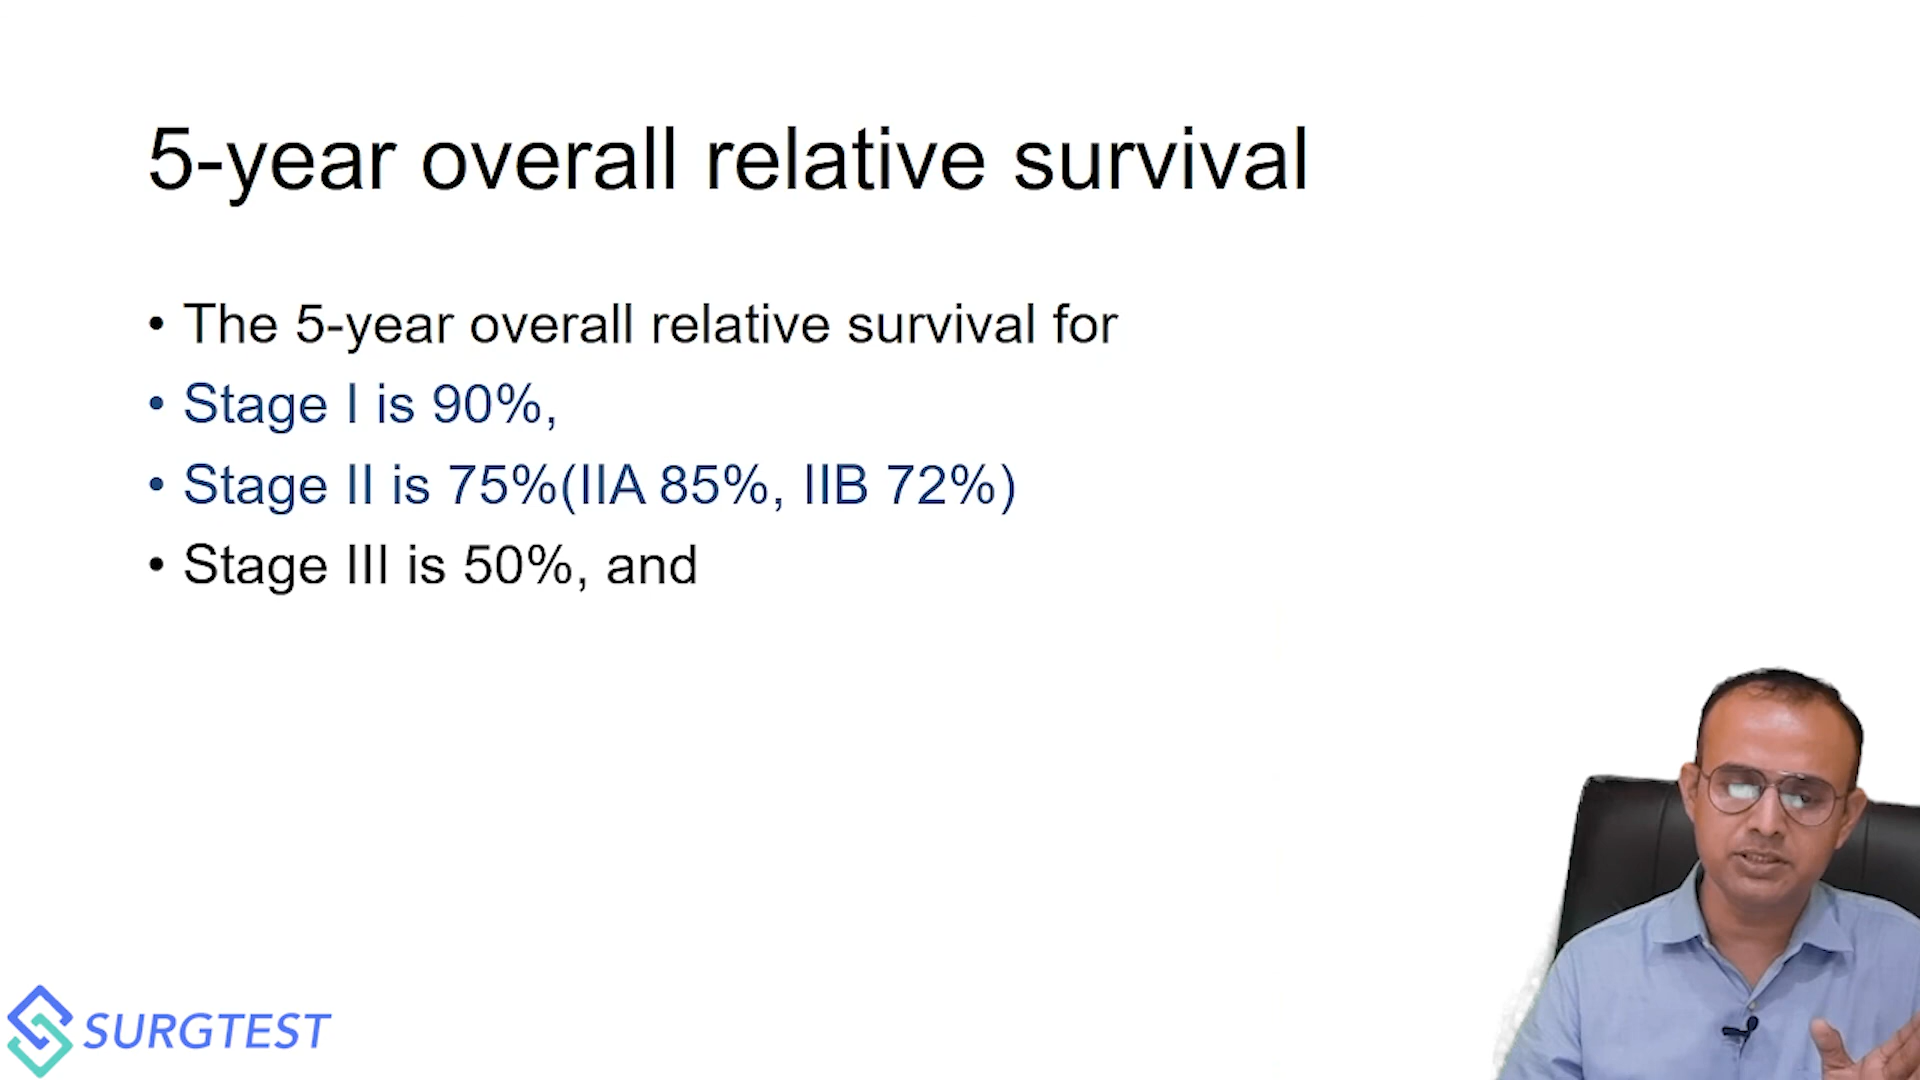 5-year overall relative survival
• The 5-year overall relative survival for
• Stage I is 90%,
• Stage II is 75%(IIA 85%, IIB 72%)
• Stage III is 50%, and
SURGTEST